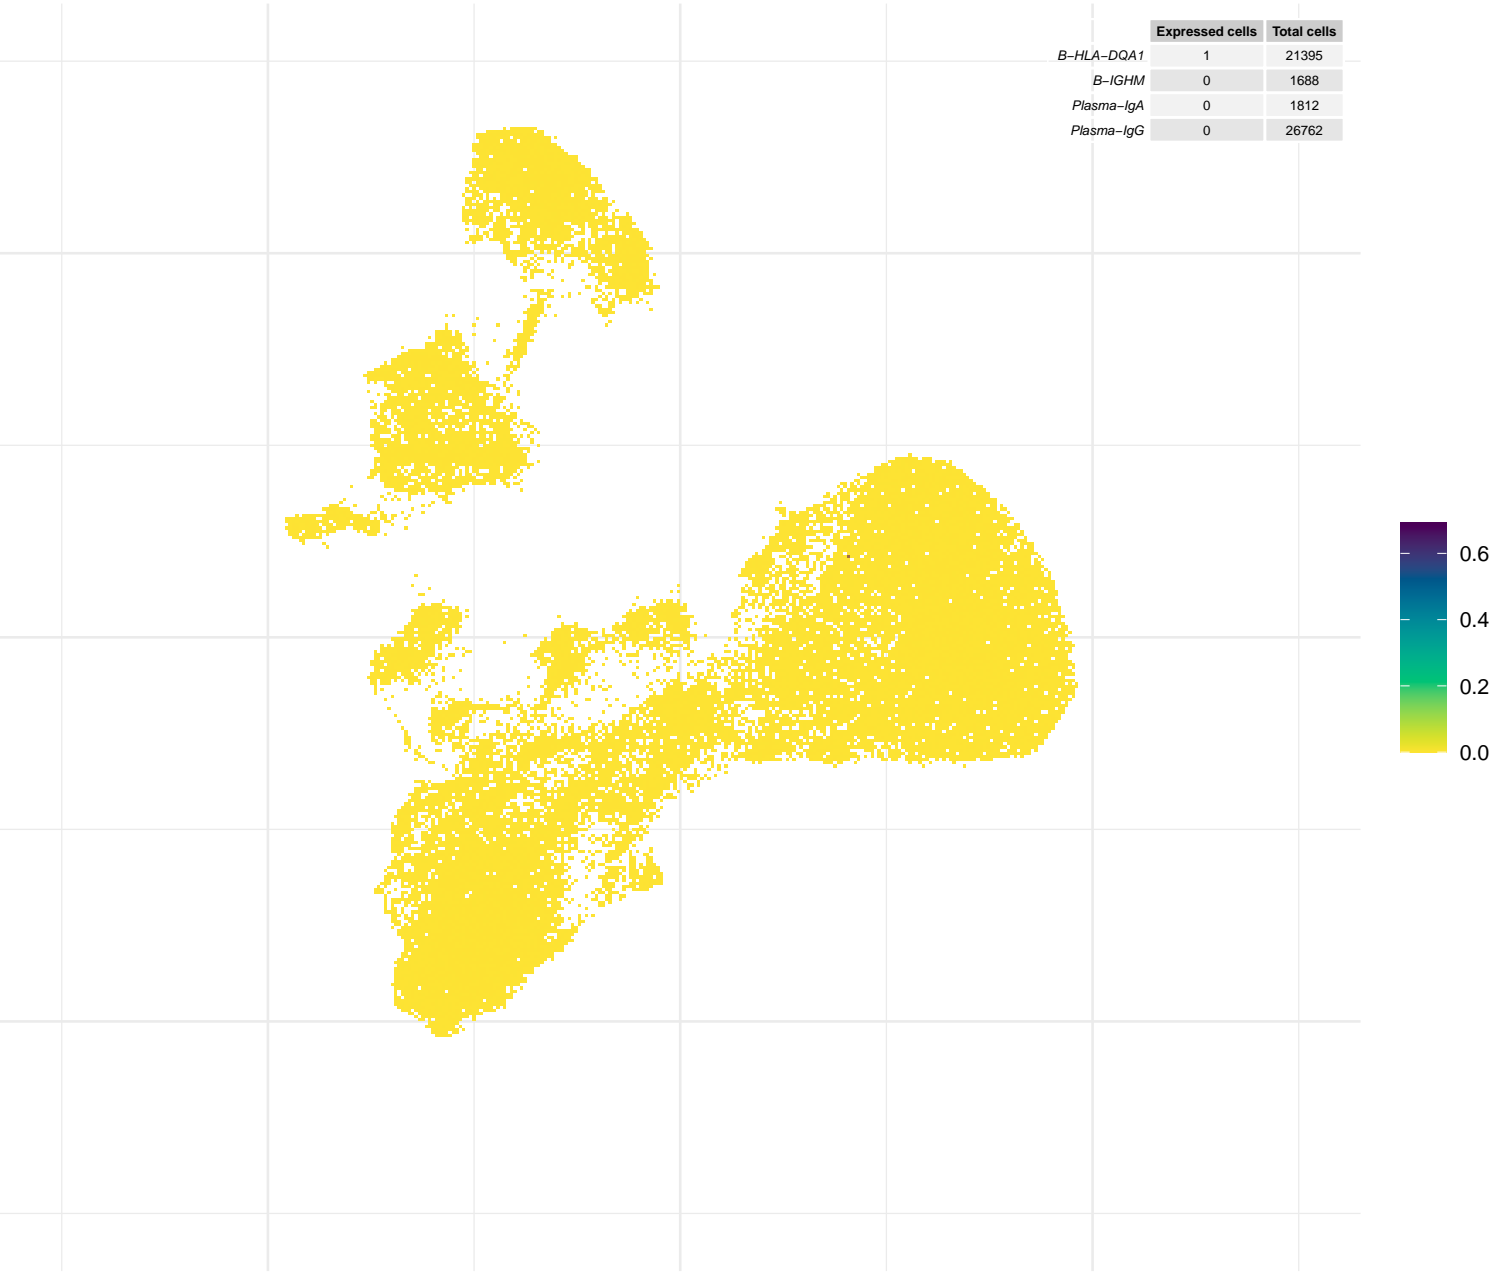 Expressed cells Total cells
B−HLA−DQA1 1 21395
B−IGHM 0 1688
Plasma−IgA 0 1812
Plasma−IgG 0 26762
0.6
0.4
0.2
0.0